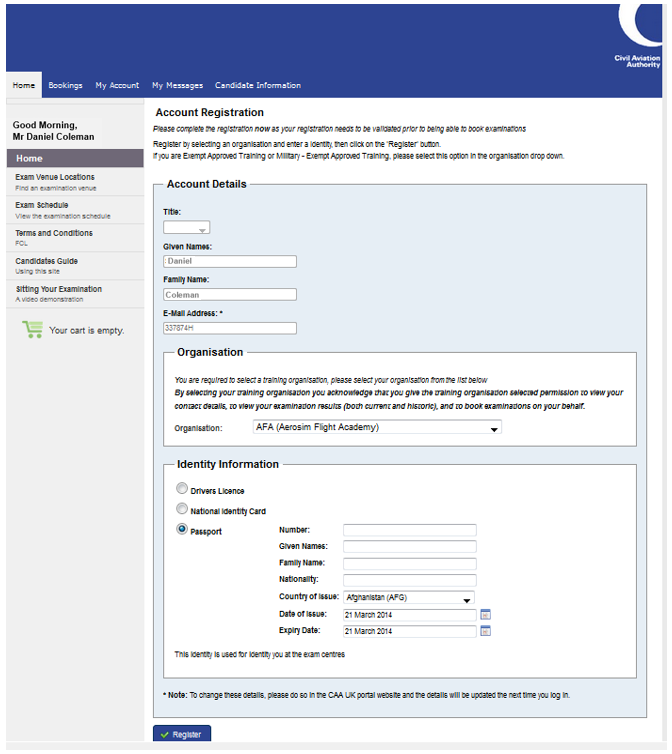 Civil Aviation
Authority
Home Bookings My Account My Messages Candidate Information
Good Morning,
Mr Daniel Coleman
Home
Exam Venue Locations
Find an examination venue
Exam Schedule
View the examination schedule
Terms and Conditions
FCL
Candidates Guide
Using this site
Sitting Your Examination
A video demonstration
Your cart is empty.
Account Registration
Please complete the registration now as your registration needs to be validated prior to being able to book examinations
Register by selecting an organisation and enter a identity, then click on the 'Register' button.
If you are Exempt Approved Training or Military - Exempt Approved Training, please select this option in the organisation drop down.
Account Details
Title:
Given Names:
Daniel
Family Name:
Coleman
E-Mail Address: *
337874H
Organisation
You are required to select a training organisation, please select your organisation from the list below
By selecting your training organisation you acknowledge that you give the training organisation selected permission to view your
contact details, to view your examination results (both current and historic), and to book examinations on your behalf.
Organisation: AFA (Aerosim Flight Academy)
Identity Information
Drivers Licence
National Identity Card
Passport Number:
Given Names:
Family Name:
Nationality:
Country of Issue: Afghanistan (AFG)
Date of Issue: 21 March 2014
Expiry Date: 21 March 2014
This identity is used for identity you at the exam centres
* Note: To change these details, please do so in the CAA UK portal website and the details will be updated the next time you log in.
Register